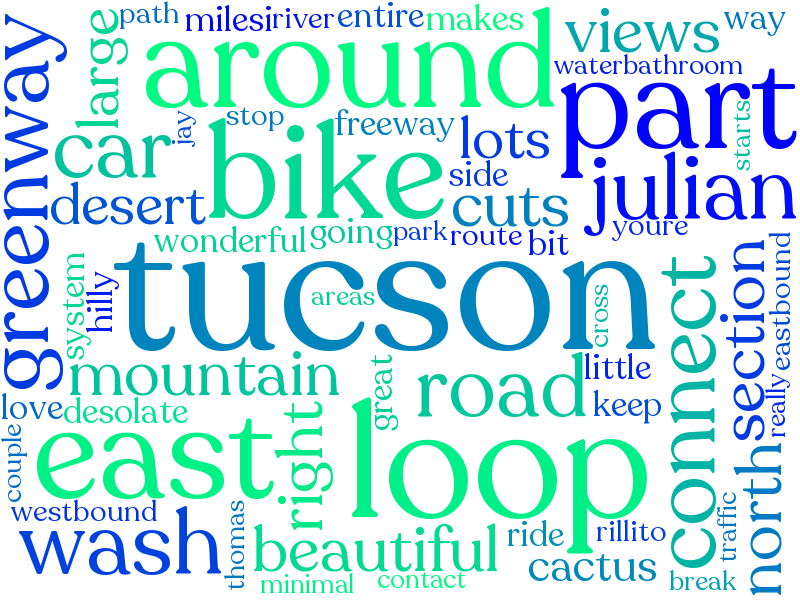 path
milesi
river
entire
makes
views
way
large
around
waterbathroom
greenway
jay
stop
freeway
lots
part
starts
car
bike
side
julian
desert
cuts
wonderful
going
park
route
bit
youre
tucson
system
hilly
areas
cross
connect
section
eastbound
mountain
great
road
little
keep
really
love
desolate
couple
east
right
loop
north
westbound
wash
thomas
beautiful
ride
rillito
traffic
cactus
minimal
contact
break